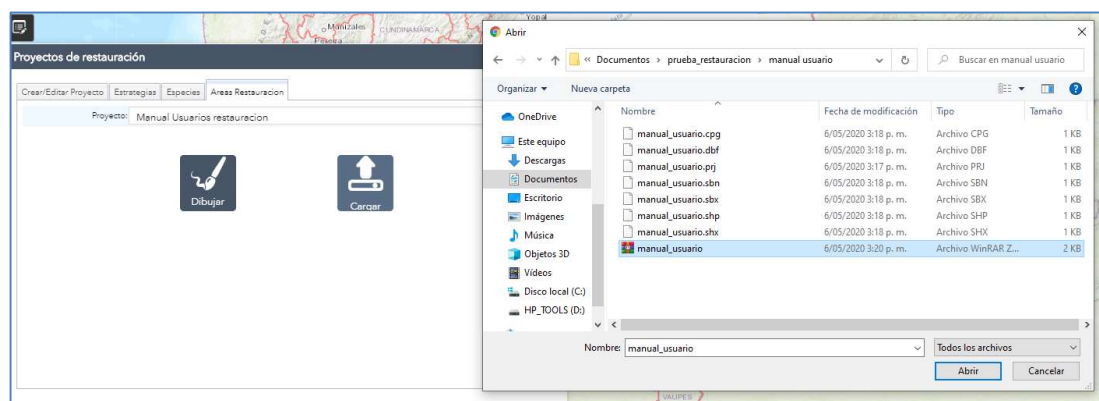 Manizales
CUNDINAMARCA
Pereira
Yopal
Proyectos de restauración
Crear/Editar Proyecto Estrategias Especies Areas Restauracion
Proyecto: Manual Usuarios restauracion
Dibujar
Cargar
Abrir
« Documentos › prueba_restauracion › manual usuario
Buscar en manual usuario
Organizar Nueva carpeta
OneDrive
Este equipo
Descargas
Documentos
Escritorio
Imágenes
Música
Objetos 3D
Vídeos
Disco local (C:)
HP_TOOLS (D:)
Nombre Fecha de modificación Tipo Tamaño
manual_usuario.cpg 6/05/2020 3:18 p. m. Archivo CPG 1 KB
manual_usuario.dbf 6/05/2020 3:18 p. m. Archivo DBF 1 KB
manual_usuario.prj 6/05/2020 3:17 p. m. Archivo PRJ 1 KB
manual_usuario.sbn 6/05/2020 3:18 p. m. Archivo SBN 1 KB
manual_usuario.sbx 6/05/2020 3:18 p. m. Archivo SBX 1 KB
manual_usuario.shp 6/05/2020 3:18 p. m. Archivo SHP 1 KB
manual_usuario.shx 6/05/2020 3:18 p. m. Archivo SHX 1 KB
manual_usuario 6/05/2020 3:20 p. m. Archivo WinRAR Z... 2 KB
Nombre: manual_usuario Todos los archivos
Abrir Cancelar
VAUPES